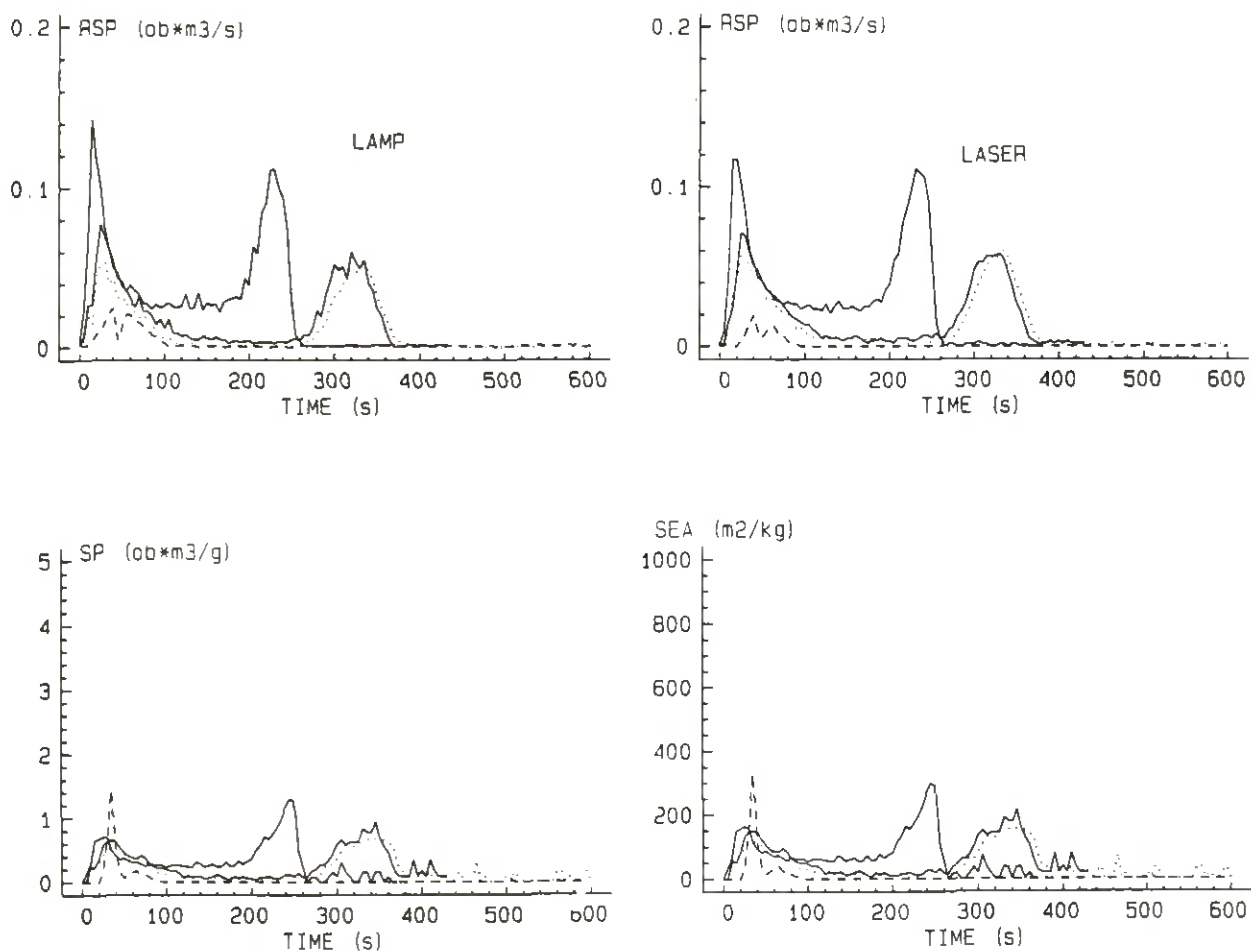 RSP (ob*m3/s)
0.2
LAMP
0.1
0
0 100 200 300 400 500 600
TIME (s)
RSP (ob*m3/s)
0.2
LASER
0.1
0
0 100 200 300 400 500 600
TIME (s)
SP (ob*m3/g)
5
4
3
2
1
0
0 100 200 300 400 500 600
TIME (s)
SEA (m2/kg)
1000
800
600
400
200
0
0 100 200 300 400 500 600
TIME (s)